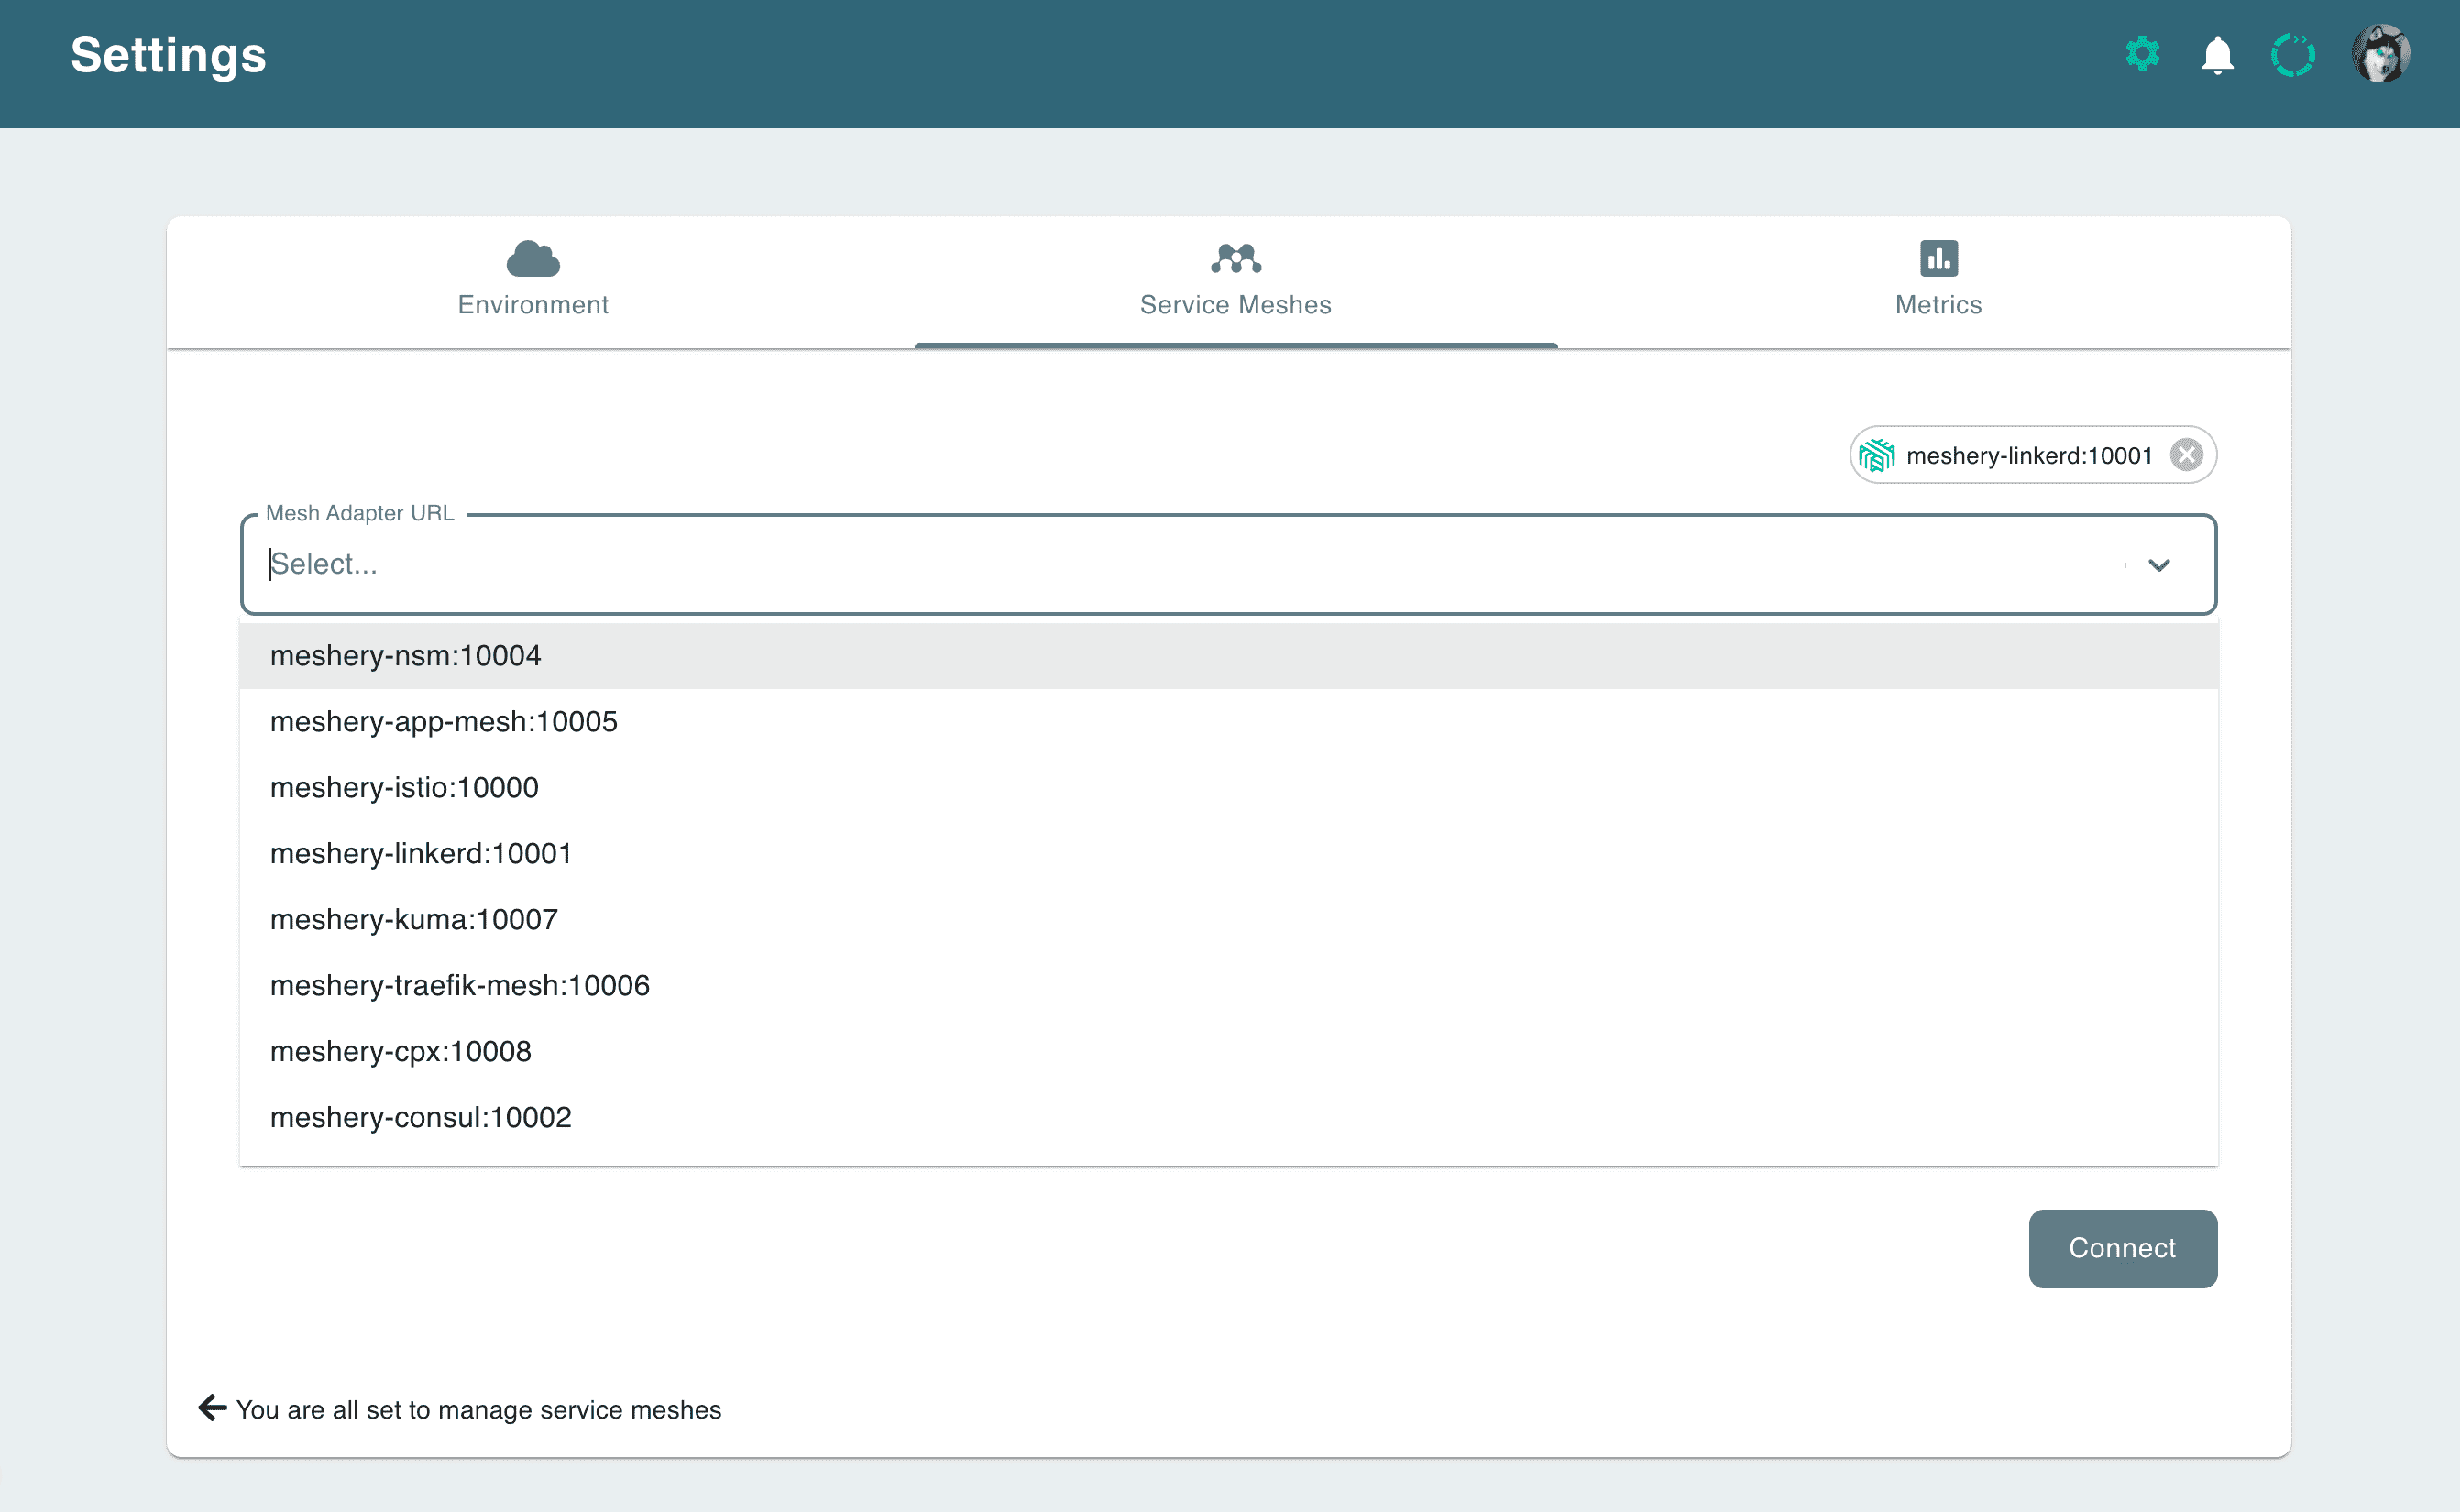 Settings
Environment
Service Meshes
Metrics
meshery-linkerd:10001
Mesh Adapter URL
Select...
meshery-nsm:10004
meshery-app-mesh:10005
meshery-istio:10000
meshery-linkerd:10001
meshery-kuma:10007
meshery-traefik-mesh:10006
meshery-cpx:10008
meshery-consul:10002
Connect
You are all set to manage service meshes